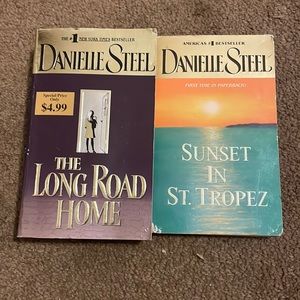 THE #1 NEW YORK TIMES BESTSELLER
DANIELLE STEEL
Special Price
Only
$4.99
THE
LONG ROAD
HOME
AMERICA'S #1 BESTSELLER
DANIELLE STEEL
FIRST TIME IN PAPERBACK!
SUNSET
IN
ST. TROPEZ